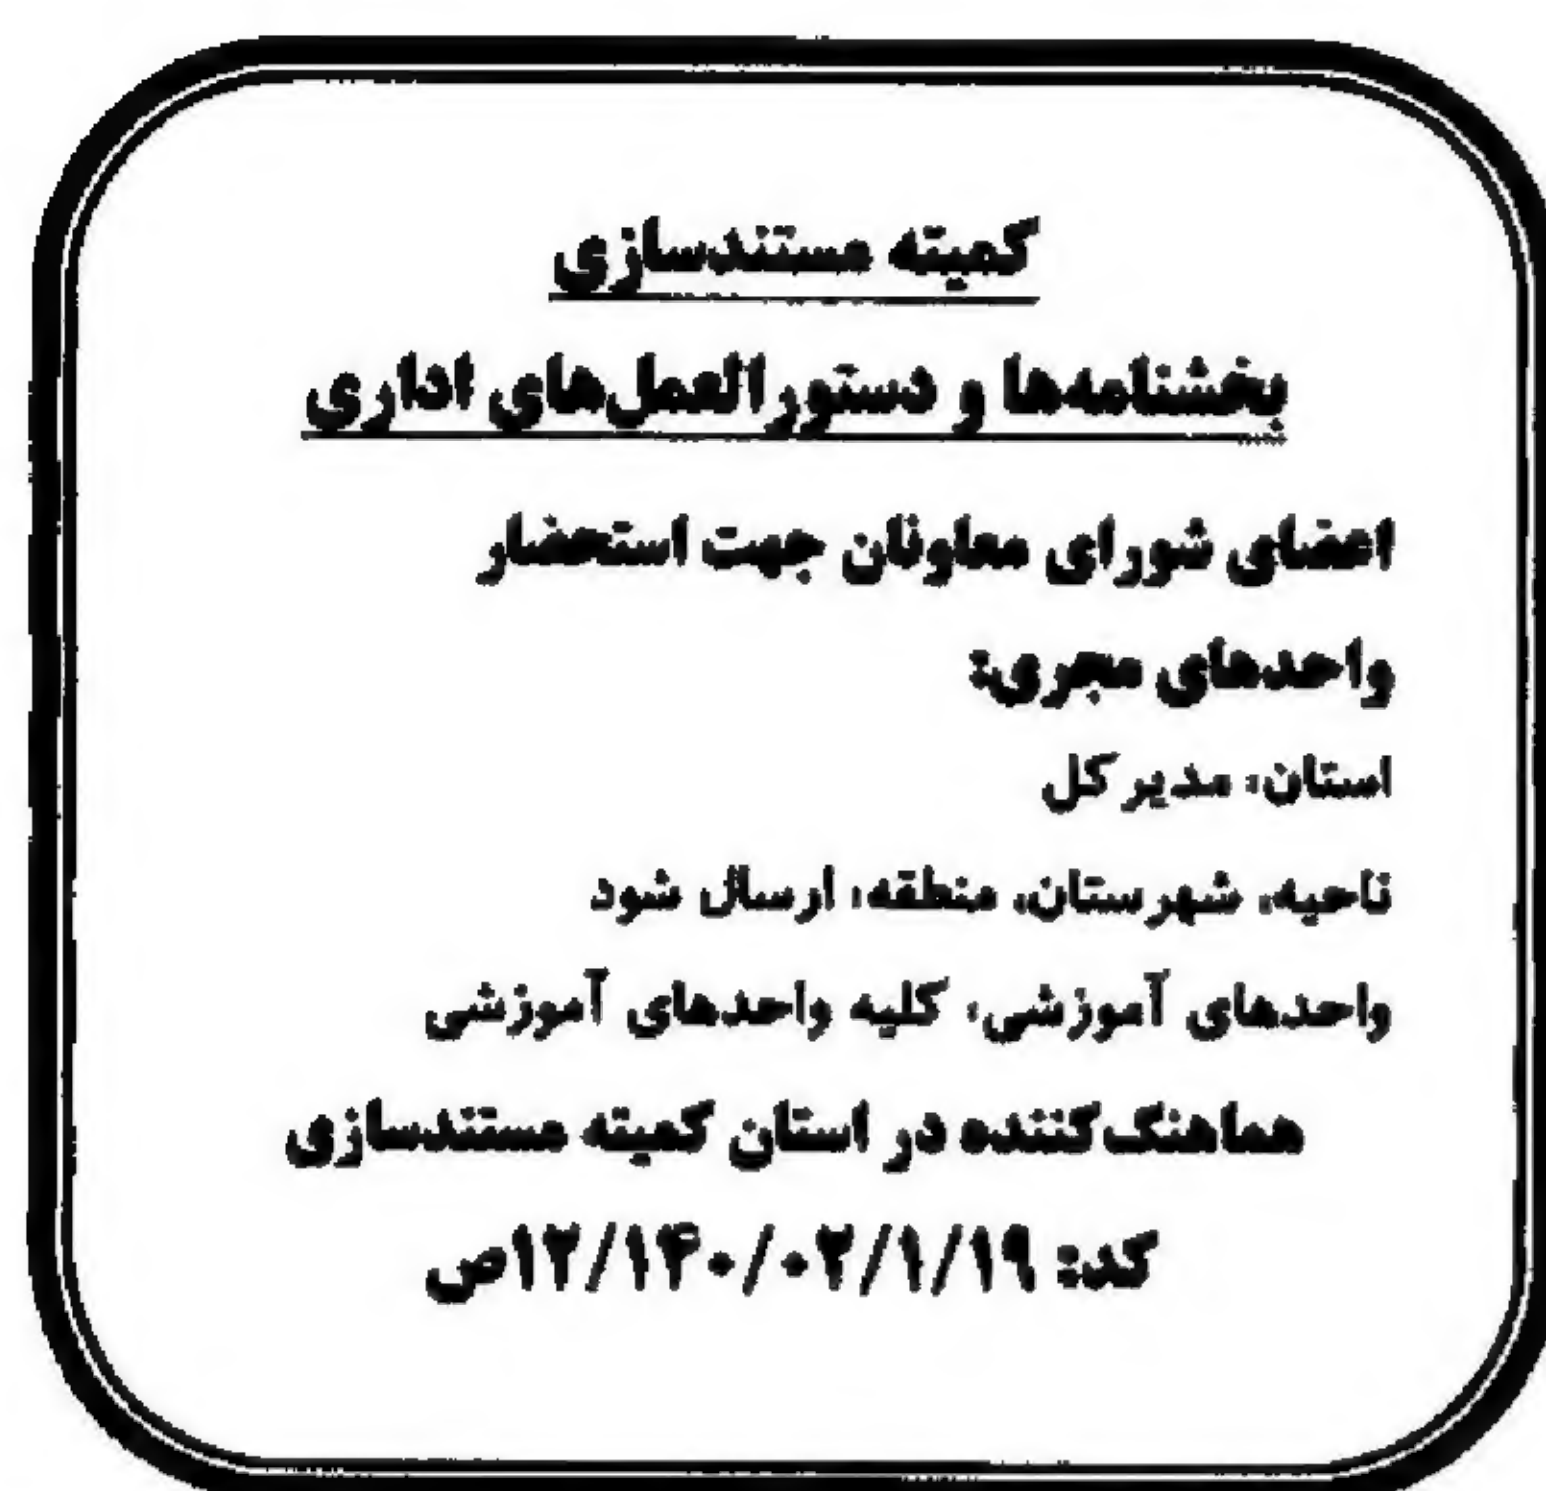 کمیته مستندسازی
بخشنامه‌ها و دستورالعمل‌های اداری
اعضای شورای معاونان جهت استحضار
واحدهای مجری:
استان: مدیر کل
ناحیه، شهرستان، منطقه: ارسال شود
واحدهای آموزشی: کلیه واحدهای آموزشی
هماهنگ‌کننده در استان کمیته مستندسازی
کد: ۱۲/۱۴۰/۰۲/۱/۱۹ص